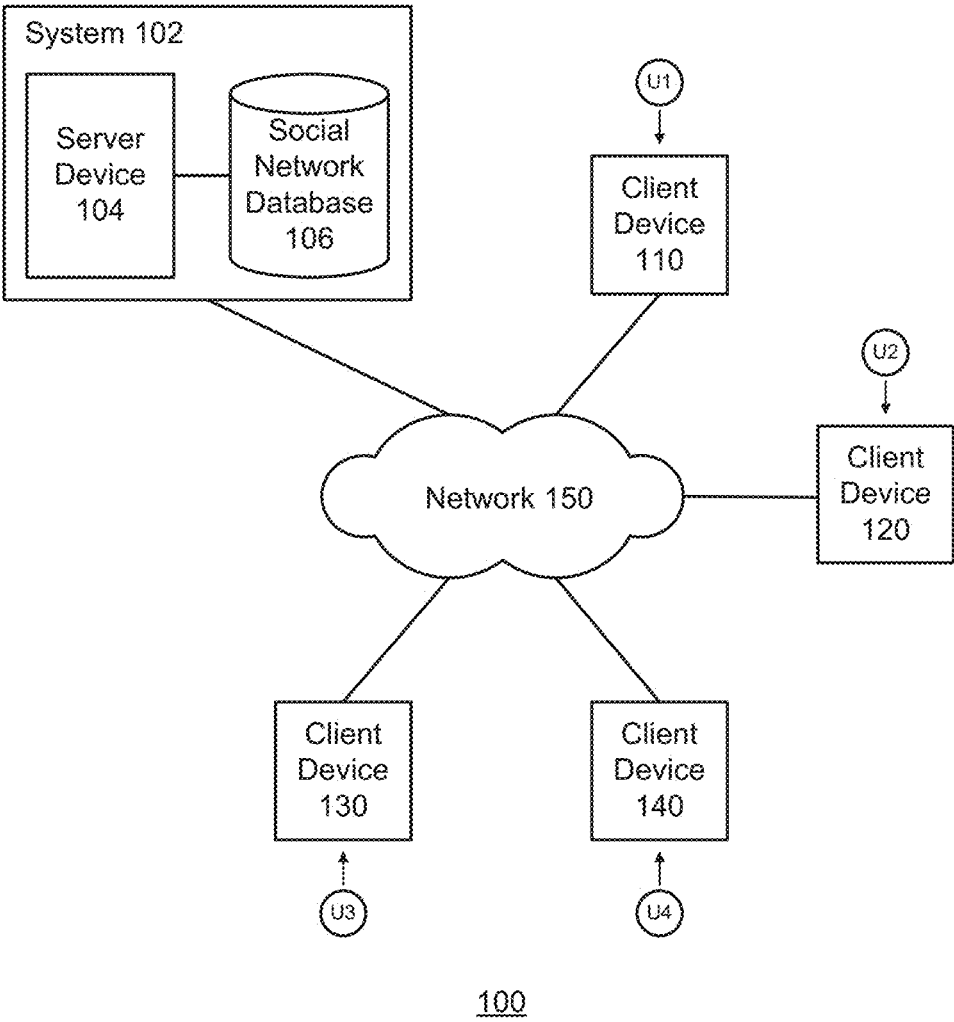 System 102
Server
Device
104
Social
Network
Database
106
U1
Client
Device
110
U2
Client
Device
120
Network 150
Client
Device
130
Client
Device
140
U3
U4
100